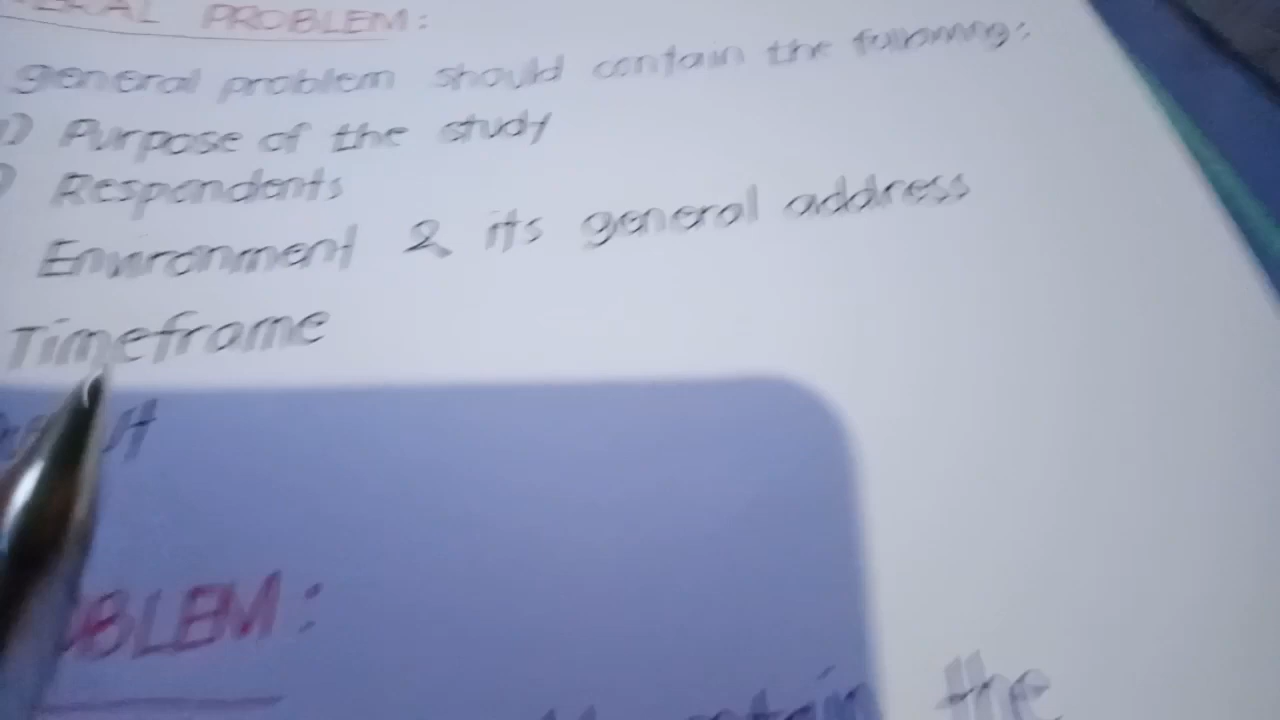 PROBLEM:
general problem should contain the following:
1) Purpose of the study
Respondents
Environment & its general address
Timeframe
BLEM:
the